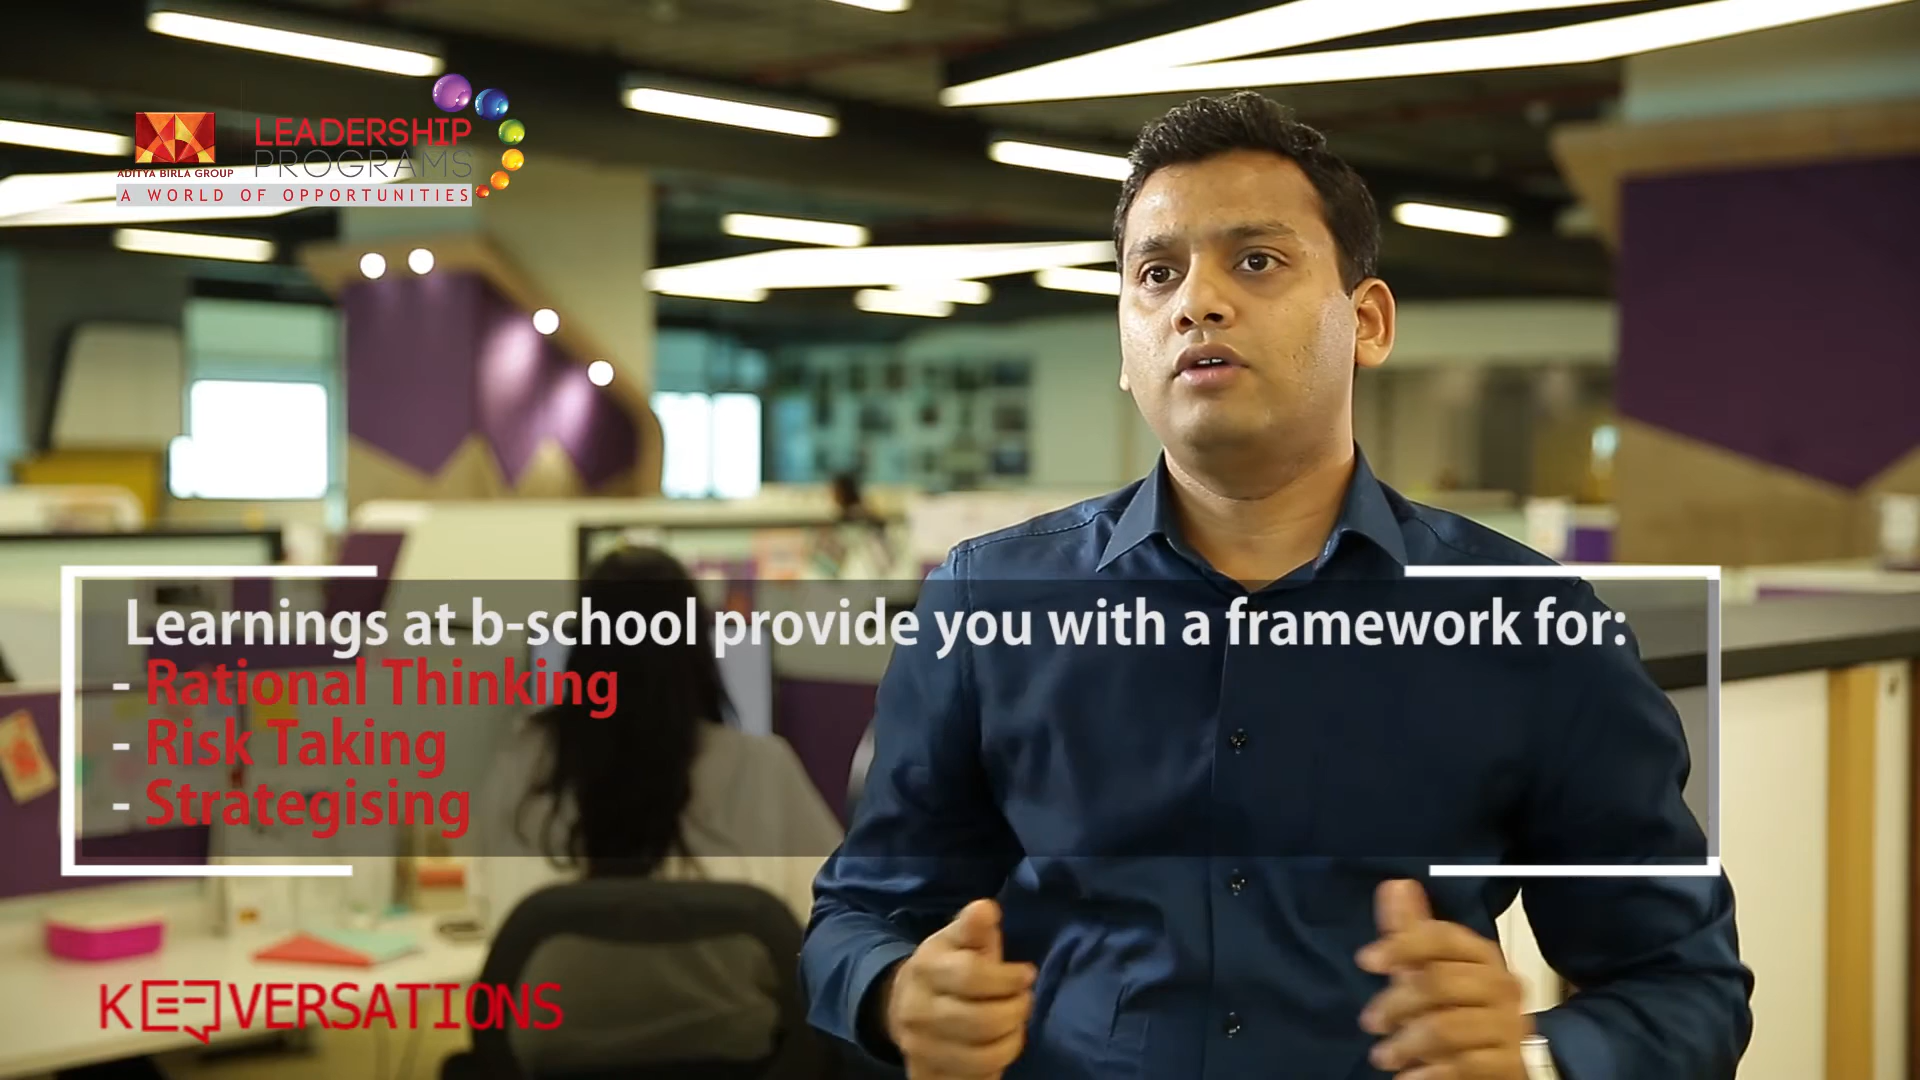 LEADERSHIP
PROGRAMS
ADITYA BIRLA GROUP
A WORLD OF OPPORTUNITIES
Learnings at b-school provide you with a framework for:
- Rational Thinking
- Risk Taking
- Strategising
KEEVERSATIONS